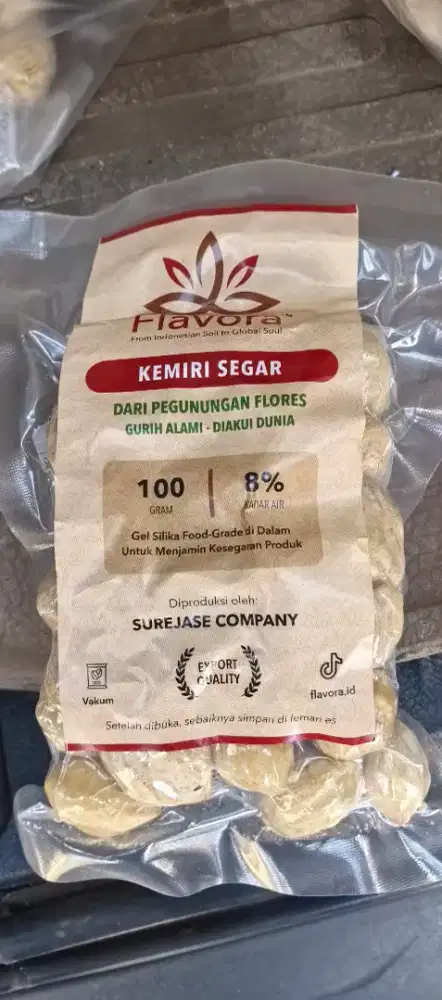 Flavora™
From Indonesian Soil to Global Soul
KEMIRI SEGAR
DARI PEGUNUNGAN FLORES
GURIH ALAMI - DIAKUI DUNIA
100 | 8%
GRAM KADAR AIR
Gel Silika Food-Grade di Dalam
Untuk Menjamin Kesegaran Produk
Diproduksi oleh:
SUREJASE COMPANY
EXPORT
QUALITY
Vakum
flavora.id
Setelah dibuka, sebaiknya simpan di lemari es